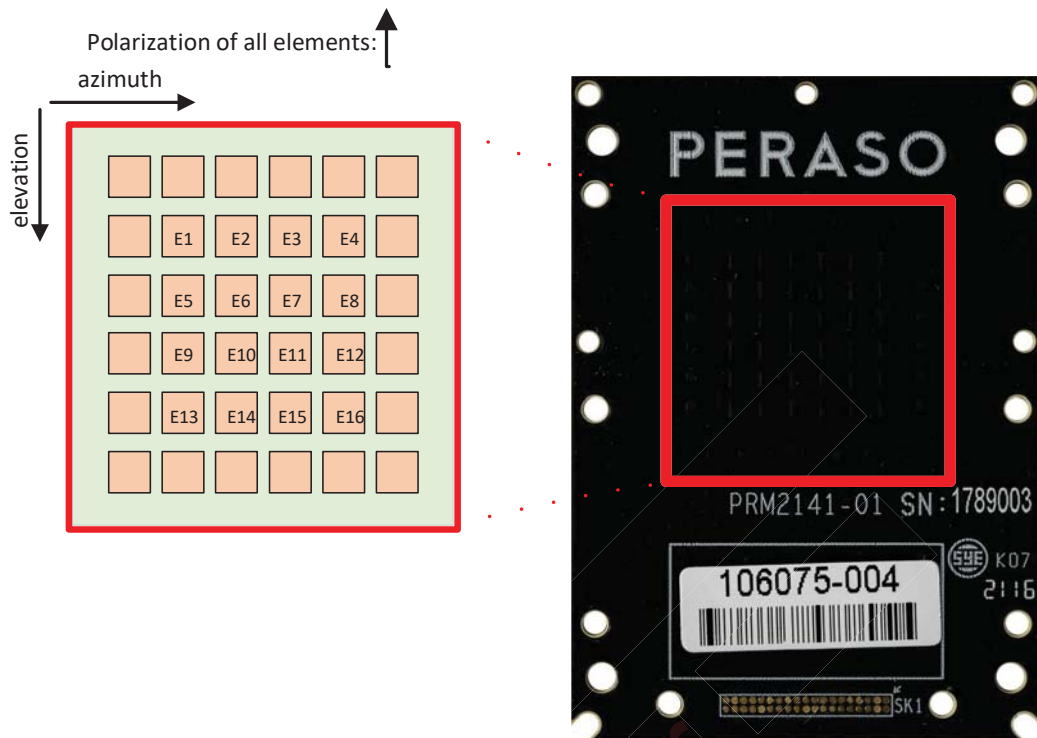 Polarization of all elements:
azimuth
elevation
E1 E2 E3 E4
E5 E6 E7 E8
E9 E10 E11 E12
E13 E14 E15 E16
PERASO
PRM2141-01 SN:1789003
SYE K07
2116
106075-004
SK1